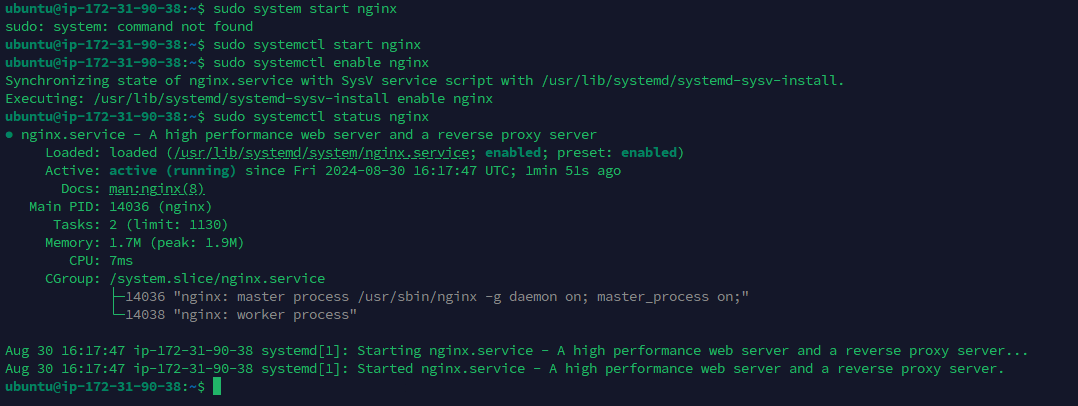 ubuntu@ip-172-31-90-38:~$ sudo system start nginx
sudo: system: command not found
ubuntu@ip-172-31-90-38:~$ sudo systemctl start nginx
ubuntu@ip-172-31-90-38:~$ sudo systemctl enable nginx
Synchronizing state of nginx.service with SysV service script with /usr/lib/systemd/systemd-sysv-install.
Executing: /usr/lib/systemd/systemd-sysv-install enable nginx
ubuntu@ip-172-31-90-38:~$ sudo systemctl status nginx
● nginx.service - A high performance web server and a reverse proxy server
     Loaded: loaded (/usr/lib/systemd/system/nginx.service; enabled; preset: enabled)
     Active: active (running) since Fri 2024-08-30 16:17:47 UTC; 1min 51s ago
       Docs: man:nginx(8)
   Main PID: 14036 (nginx)
      Tasks: 2 (limit: 1130)
     Memory: 1.7M (peak: 1.9M)
        CPU: 7ms
     CGroup: /system.slice/nginx.service
             ├─14036 "nginx: master process /usr/sbin/nginx -g daemon on; master_process on;"
             └─14038 "nginx: worker process"

Aug 30 16:17:47 ip-172-31-90-38 systemd[1]: Starting nginx.service - A high performance web server and a reverse proxy server...
Aug 30 16:17:47 ip-172-31-90-38 systemd[1]: Started nginx.service - A high performance web server and a reverse proxy server.
ubuntu@ip-172-31-90-38:~$